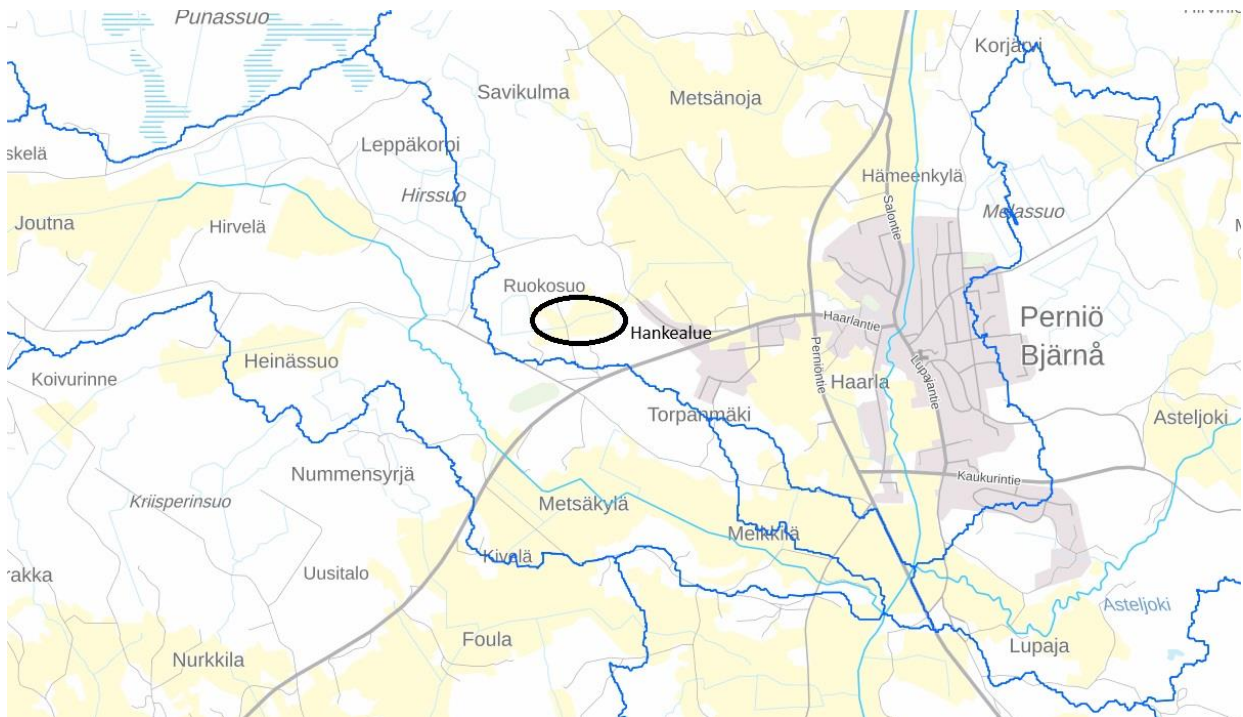 Punassuo
Korjärvi
Savikulma
Metsänoja
Leppäkorpi
skelä
Hämeenkylä
Hirssuo
Melassuo
Salontie
Joutna
Hirvelä
Ruokosuo
Hankealue
Haarlantie
Perniö
Bjärnå
Perniöntie
Lupajantie
Heinässuo
Koivurinne
Haarla
Torpanmäki
Asteljoki
Nummensyrjä
Kaukurintie
Kriisperinsuo
Metsäkylä
Meikkilä
Kivelä
rakka
Uusitalo
Asteljoki
Foula
Lupaja
Nurkkila